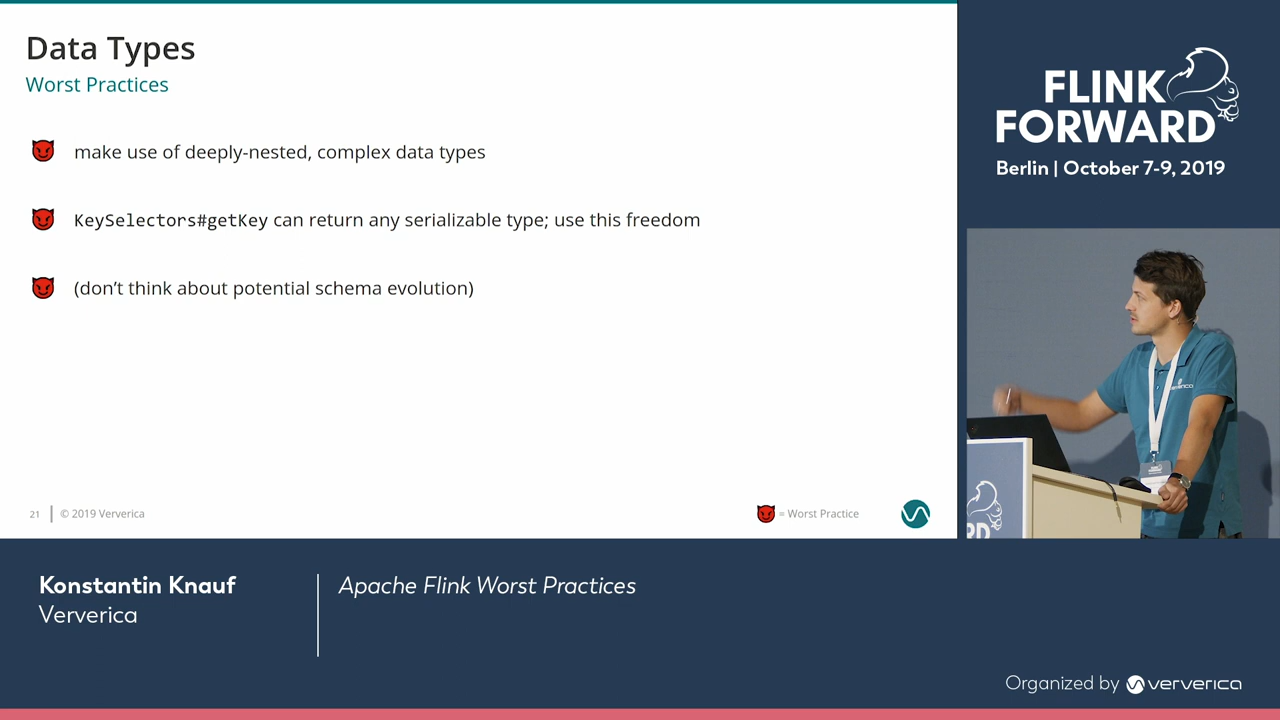 Data Types
Worst Practices
make use of deeply-nested, complex data types
KeySelectors#getKey can return any serializable type; use this freedom
(don’t think about potential schema evolution)
21 | © 2019 Ververica
= Worst Practice
FLINK
FORWARD
Berlin | October 7-9, 2019
RD
Konstantin Knauf
Ververica
Apache Flink Worst Practices
Organized by ververica